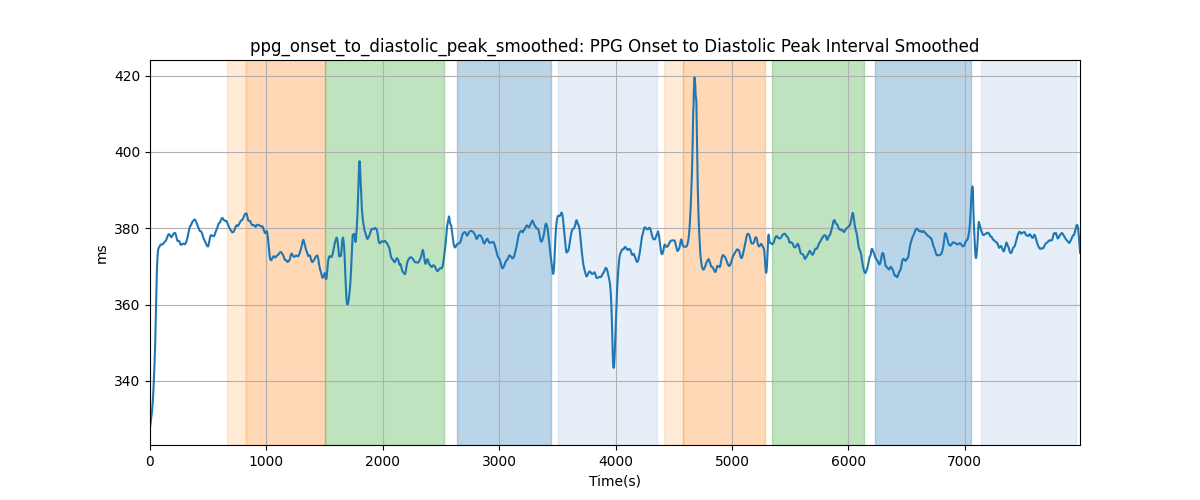 ppg_onset_to_diastolic_peak_smoothed: PPG Onset to Diastolic Peak Interval Smoothed
420
400
380
360
340
ms
0 1000 2000 3000 4000 5000 6000 7000
Time(s)